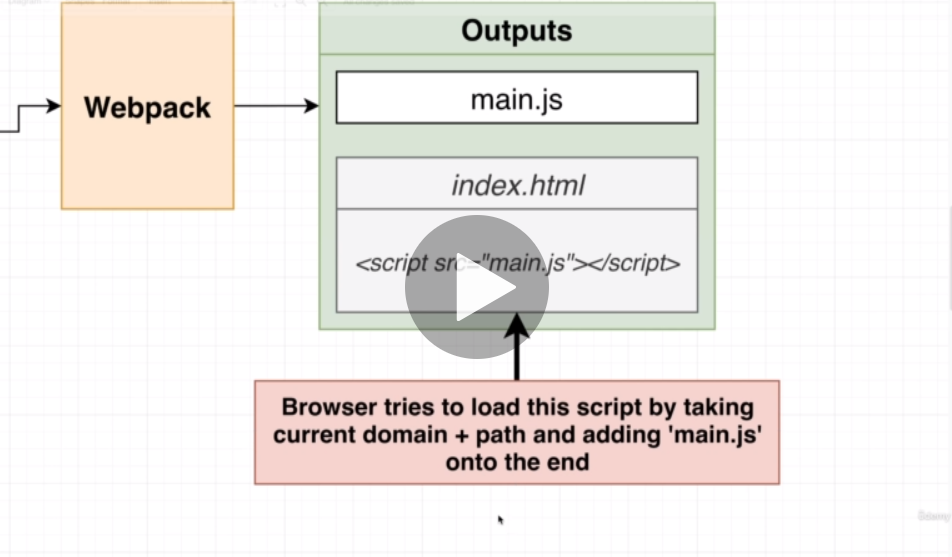 Outputs
Webpack
main.js
index.html
<script src="main.js"></script>
Browser tries to load this script by taking
current domain + path and adding 'main.js'
onto the end
Udemy